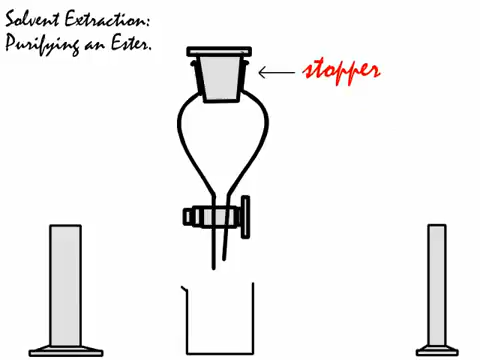 Solvent Extraction:
Purifying an Ester.
stopper